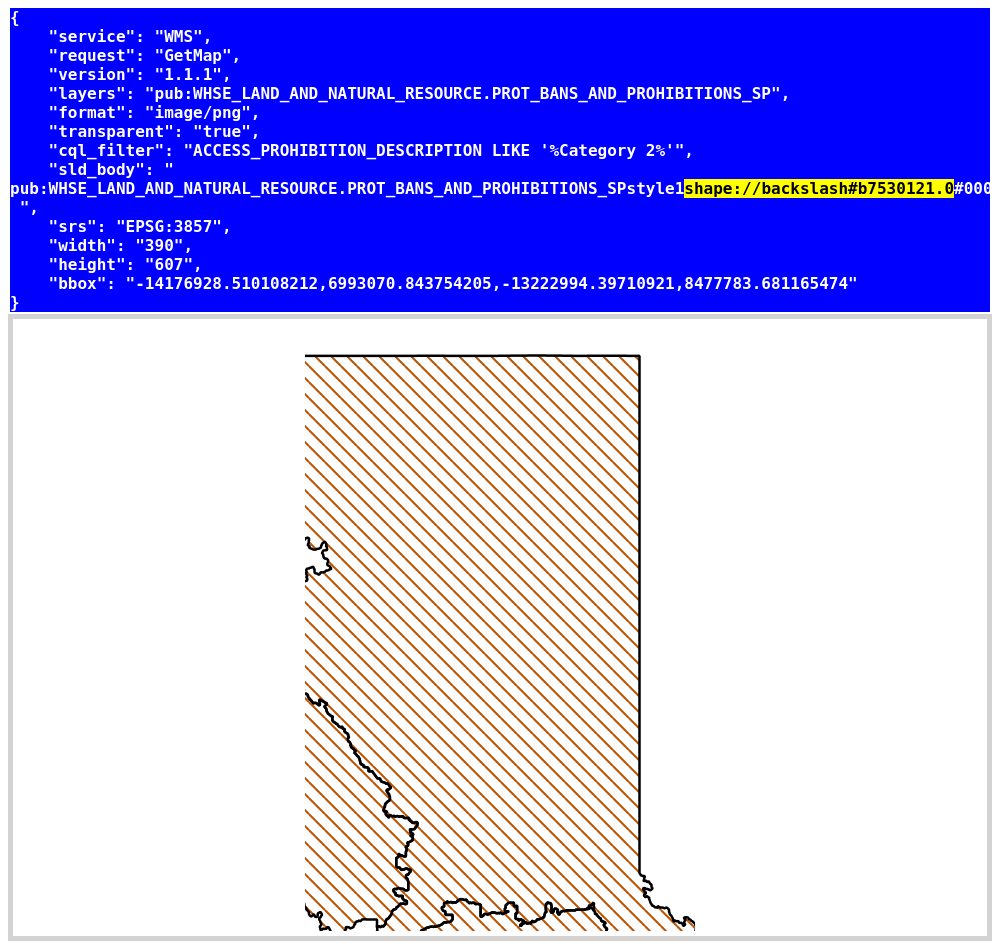 {
    "service": "WMS",
    "request": "GetMap",
    "version": "1.1.1",
    "layers": "pub:WHSE_LAND_AND_NATURAL_RESOURCE.PROT_BANS_AND_PROHIBITIONS_SP",
    "format": "image/png",
    "transparent": "true",
    "cql_filter": "ACCESS_PROHIBITION_DESCRIPTION LIKE '%Category 2%'",
    "sld_body": "
pub:WHSE_LAND_AND_NATURAL_RESOURCE.PROT_BANS_AND_PROHIBITIONS_SPstyle1shape://backslash#b7530121.0#000
 ",
    "srs": "EPSG:3857",
    "width": "390",
    "height": "607",
    "bbox": "-14176928.510108212,6993070.843754205,-13222994.39710921,8477783.681165474"
}